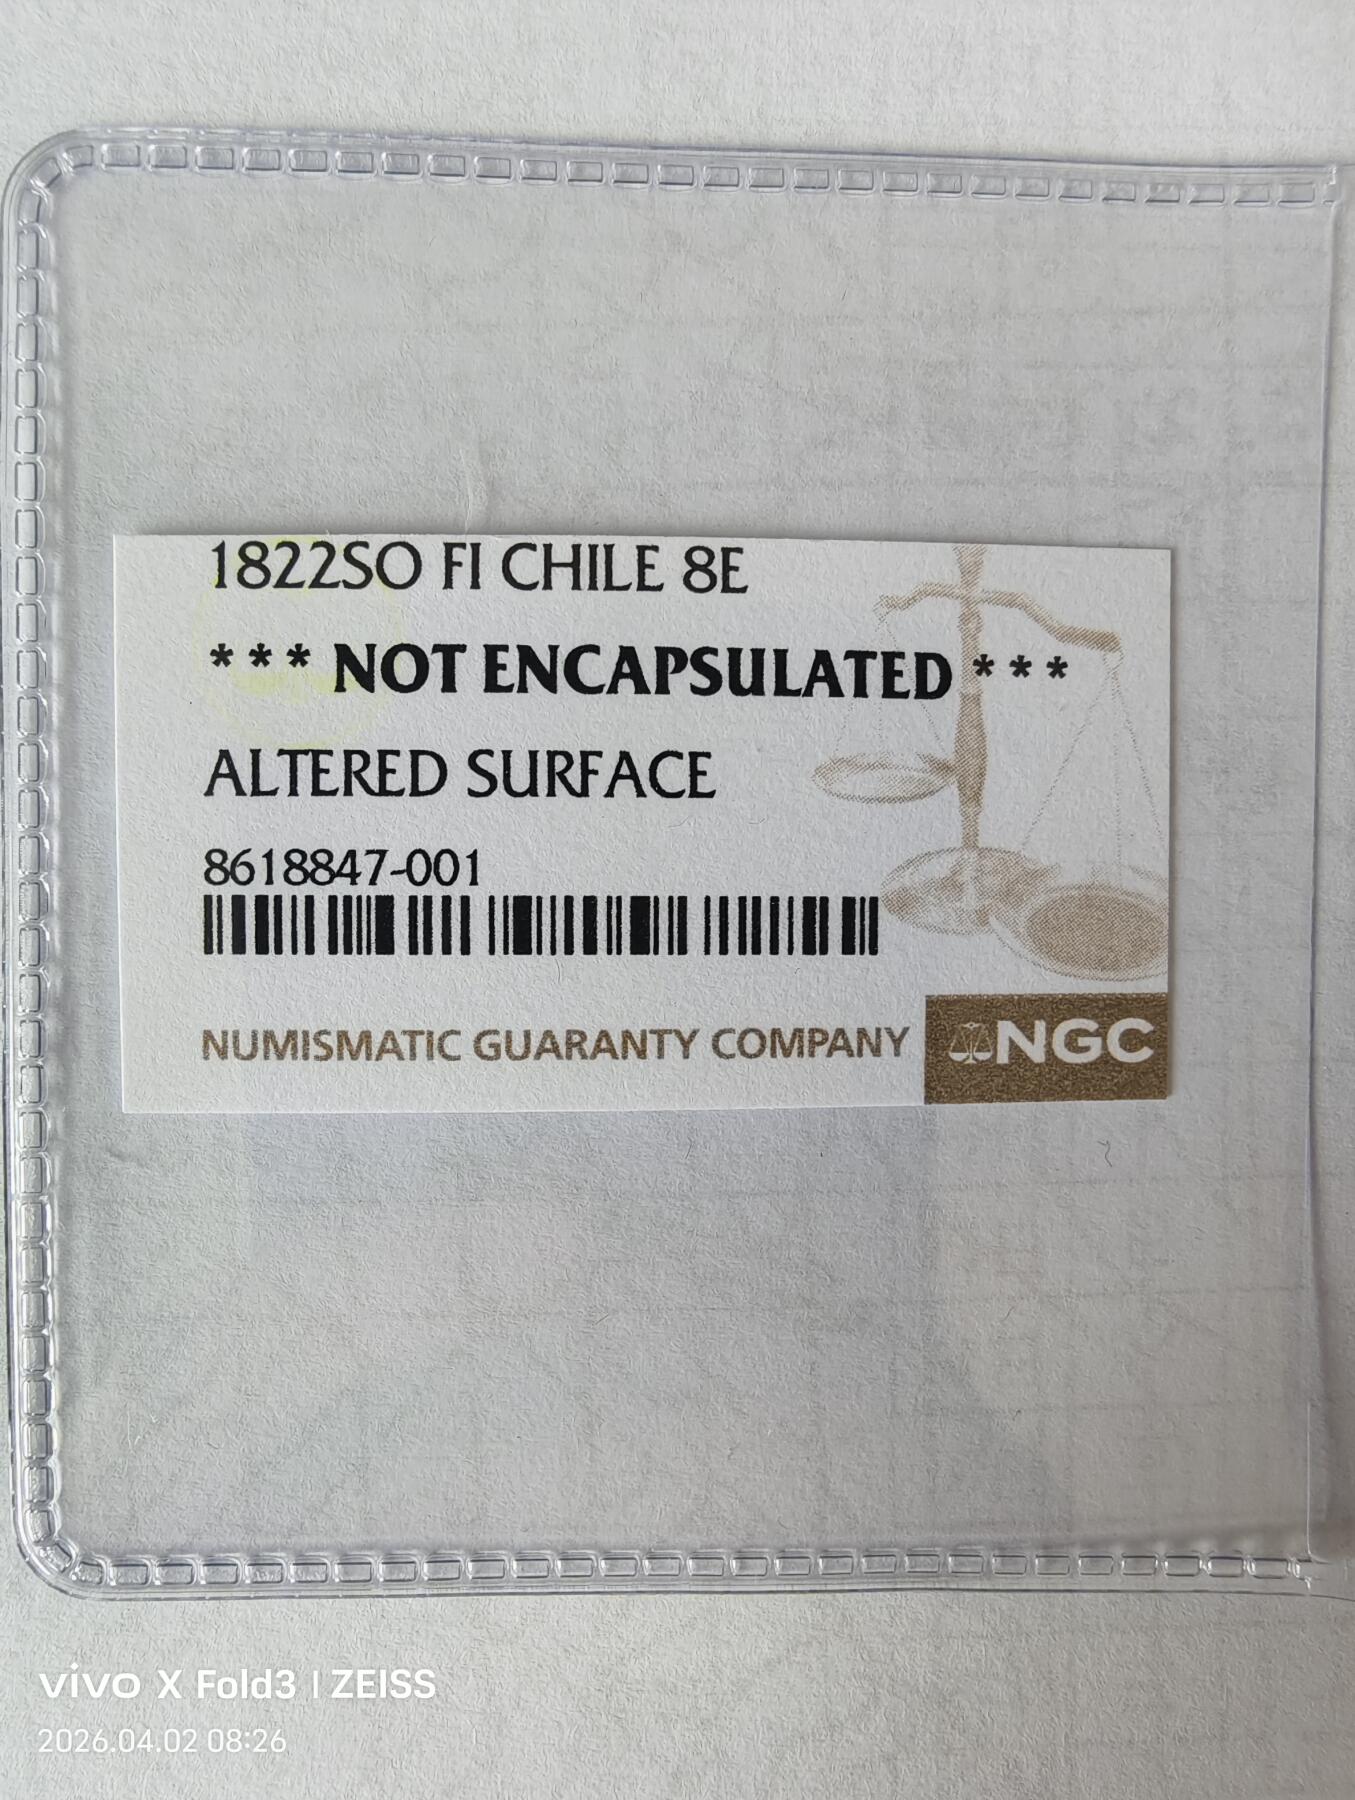 1822SO FI CHILE 8E
*** NOT ENCAPSULATED ***
ALTERED SURFACE
8618847-001
NUMISMATIC GUARANTY COMPANY NGC
vivo X Fold3 | ZEISS
2026.04.02 08:26